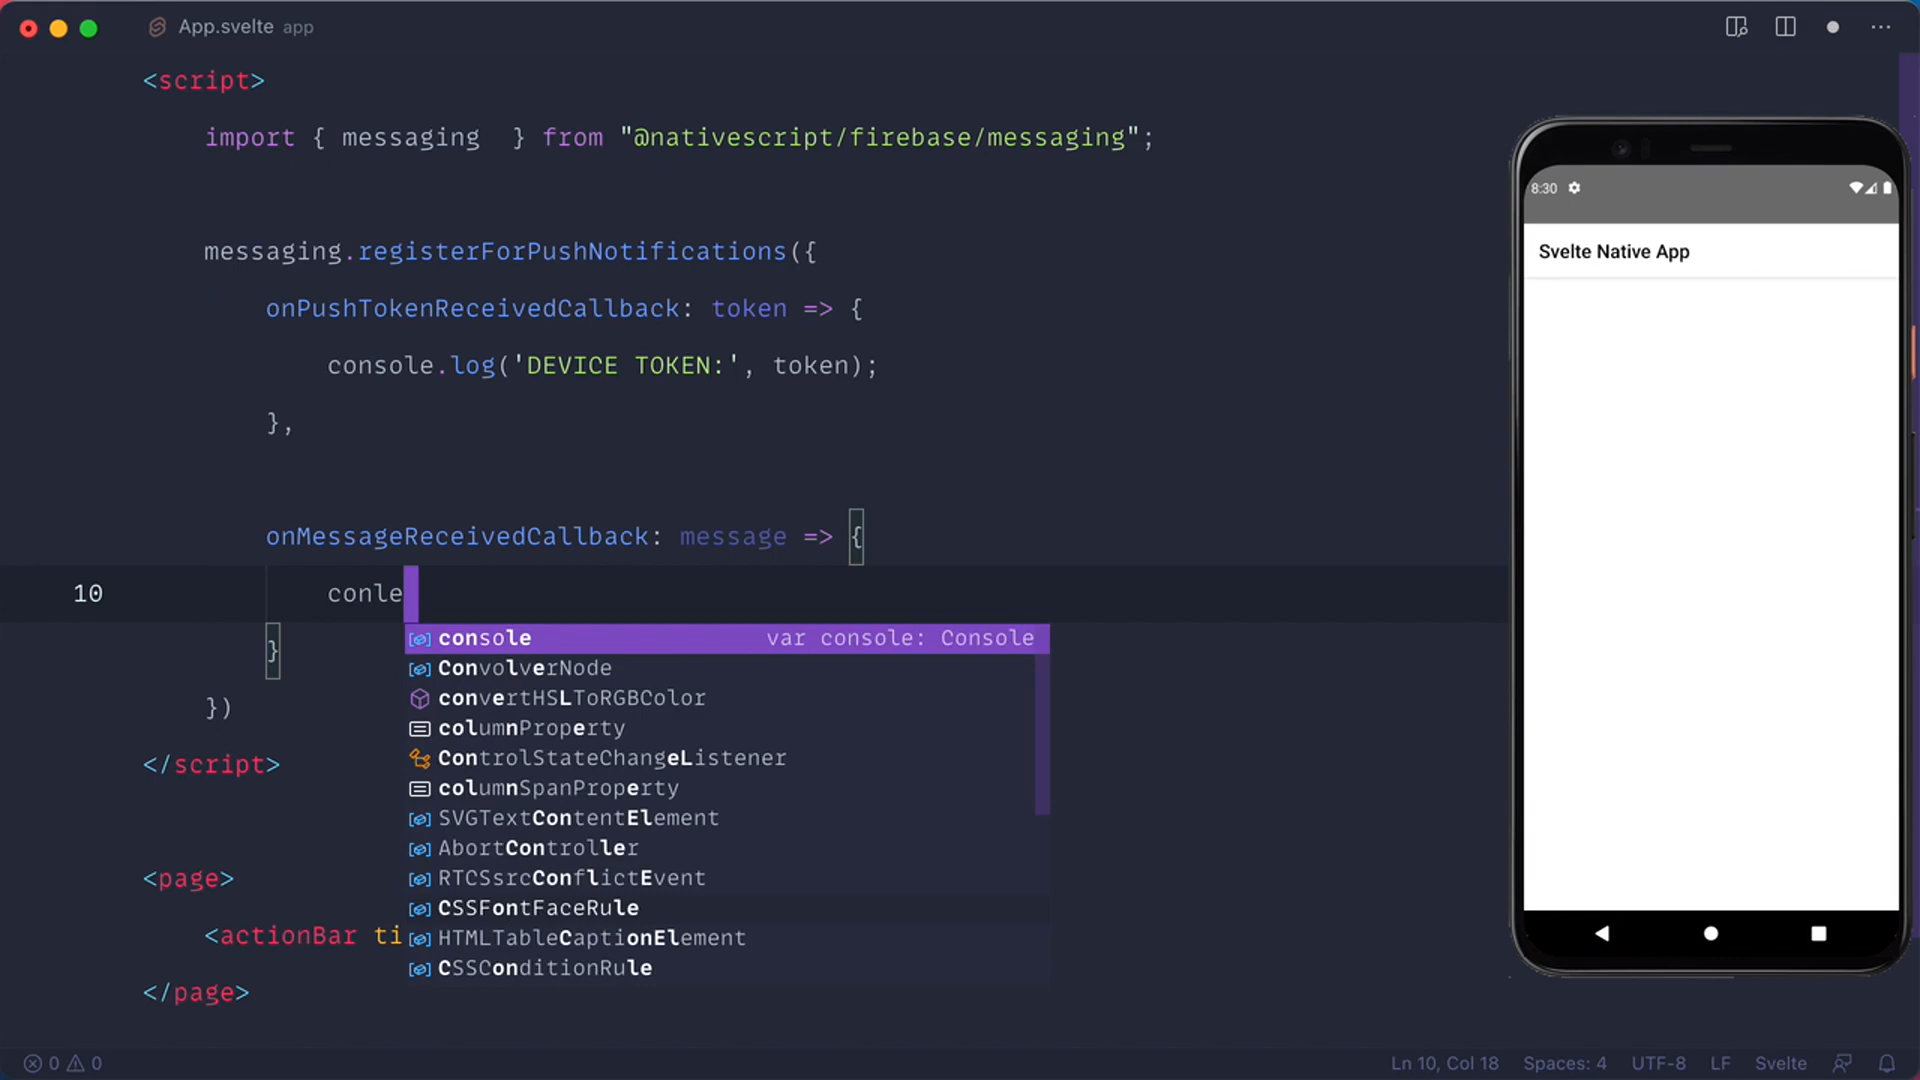 App.svelte app
<script>
import { messaging  } from "@nativescript/firebase/messaging";
messaging.registerForPushNotifications({
onPushTokenReceivedCallback: token => {
console.log('DEVICE TOKEN:', token);
},
onMessageReceivedCallback: message => {
10 conle
}
})
</script>
<page>
<actionBar ti
</page>
console var console: Console
ConvolverNode
convertHSLToRGBColor
columnProperty
ControlStateChangeListener
columnSpanProperty
SVGTextContentElement
AbortController
RTCSsrcConflictEvent
CSSFontFaceRule
HTMLTableCaptionElement
CSSConditionRule
8:30
Svelte Native App
0 0
Ln 10, Col 18 Spaces: 4 UTF-8 LF Svelte